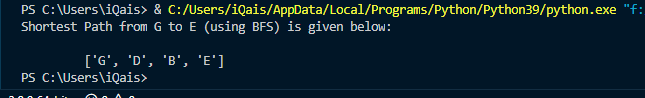 PS C:\Users\iQais> & C:/Users/iQais/AppData/Local/Programs/Python/Python39/python.exe "f:
Shortest Path from G to E (using BFS) is given below:
['G', 'D', 'B', 'E']
PS C:\Users\iQais>